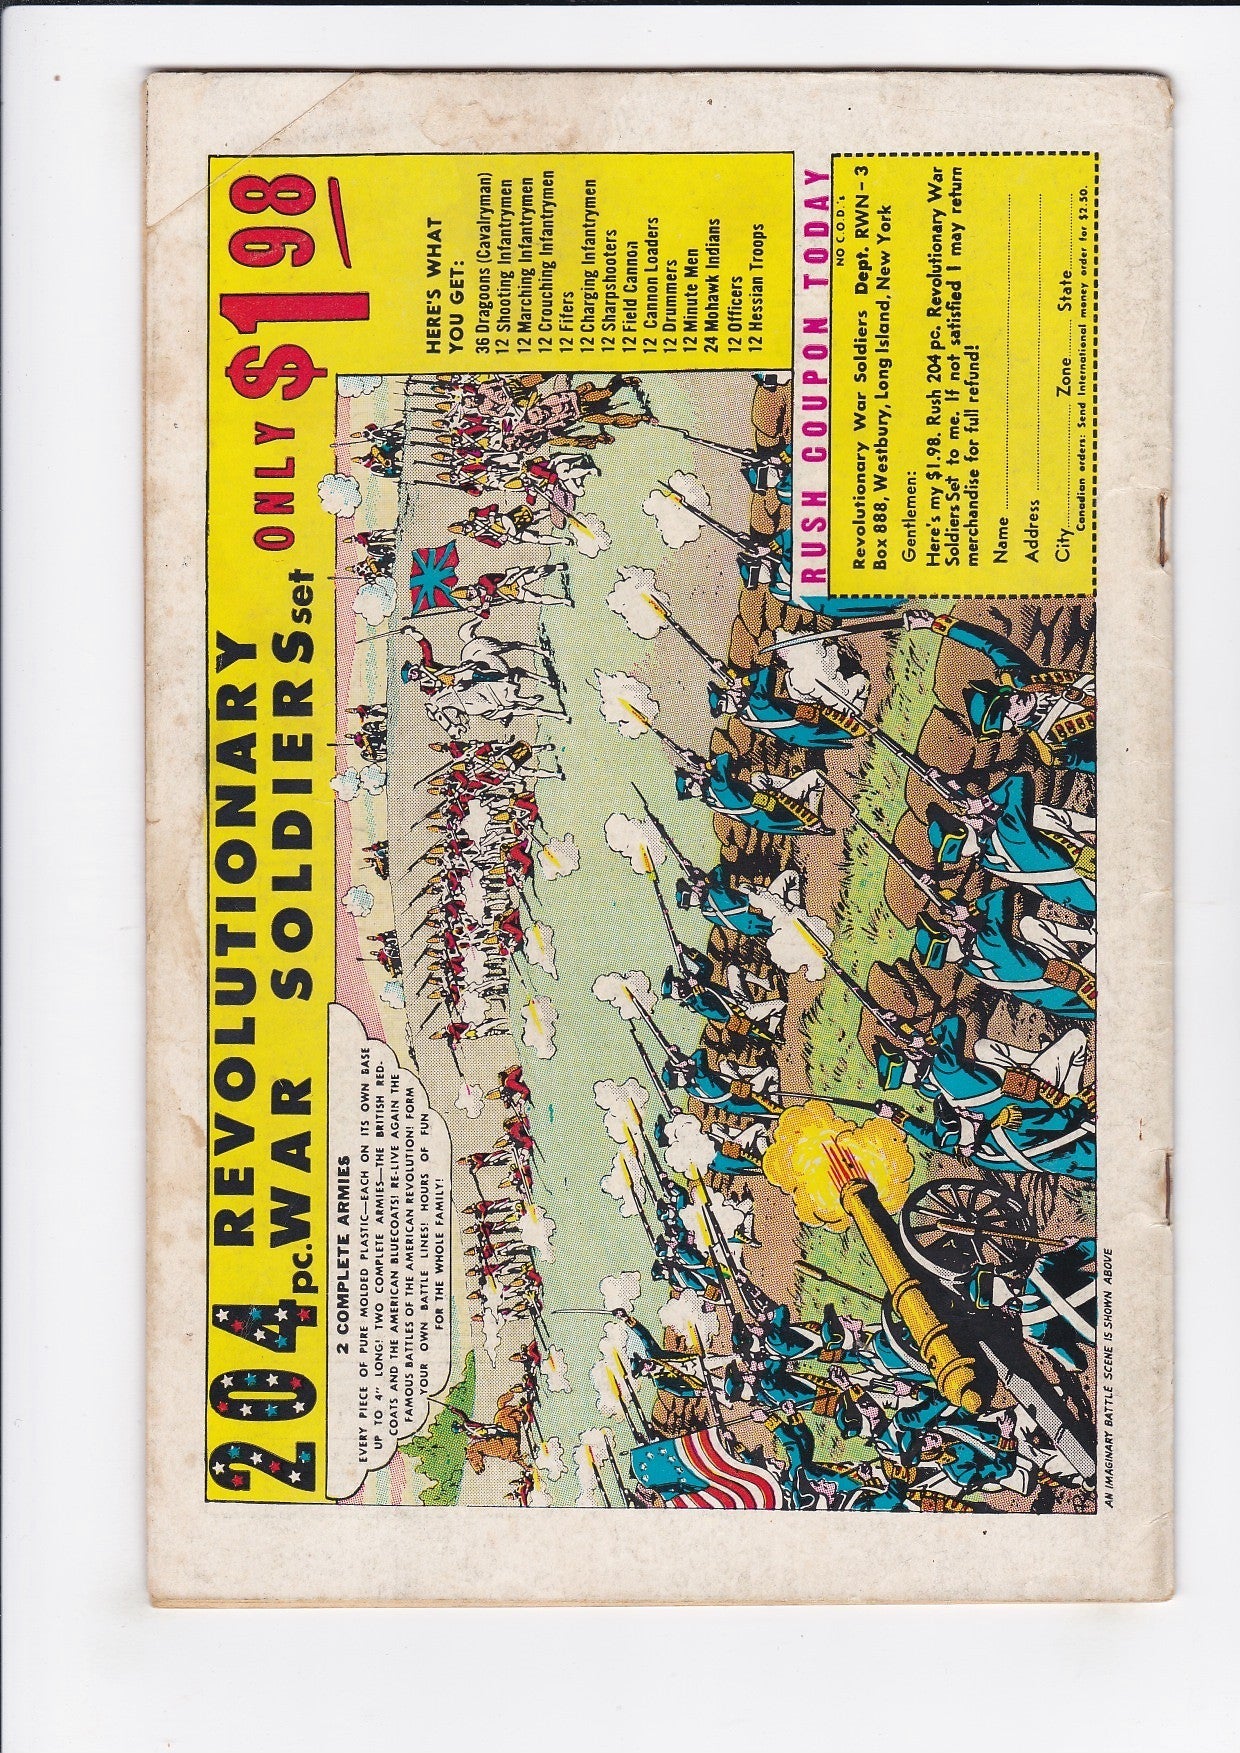 204 REVOLUTIONARY
pc. WAR SOLDIERS set
ONLY $1.98
2 COMPLETE ARMIES
EVERY PIECE OF PURE MOLDED PLASTIC—EACH ON ITS OWN BASE
UP TO 4" LONG! TWO COMPLETE ARMIES—THE BRITISH RED-
COATS AND THE AMERICAN BLUECOATS! RE-LIVE AGAIN THE
FAMOUS BATTLES OF THE AMERICAN REVOLUTION! FORM
YOUR OWN BATTLE LINES! HOURS OF FUN
FOR THE WHOLE FAMILY!
HERE'S WHAT
YOU GET:
36 Dragoons (Cavalryman)
12 Shooting Infantrymen
12 Marching Infantrymen
12 Crouching Infantrymen
12 Fifers
12 Charging Infantrymen
12 Sharpshooters
12 Field Cannon
12 Cannon Loaders
12 Drummers
12 Minute Men
24 Mohawk Indians
12 Officers
12 Hessian Troops
RUSH COUPON TODAY
NO C.O.D.'s
Revolutionary War Soldiers Dept. RWN-3
Box 888, Westbury, Long Island, New York
Gentlemen:
Here's my $1.98. Rush 204 pc. Revolutionary War
Soldiers Set to me. If not satisfied I may return
merchandise for full refund!
Name
Address
City Zone State
Canadian orders: Send International money order for $2.50.
AN IMAGINARY BATTLE SCENE IS SHOWN ABOVE